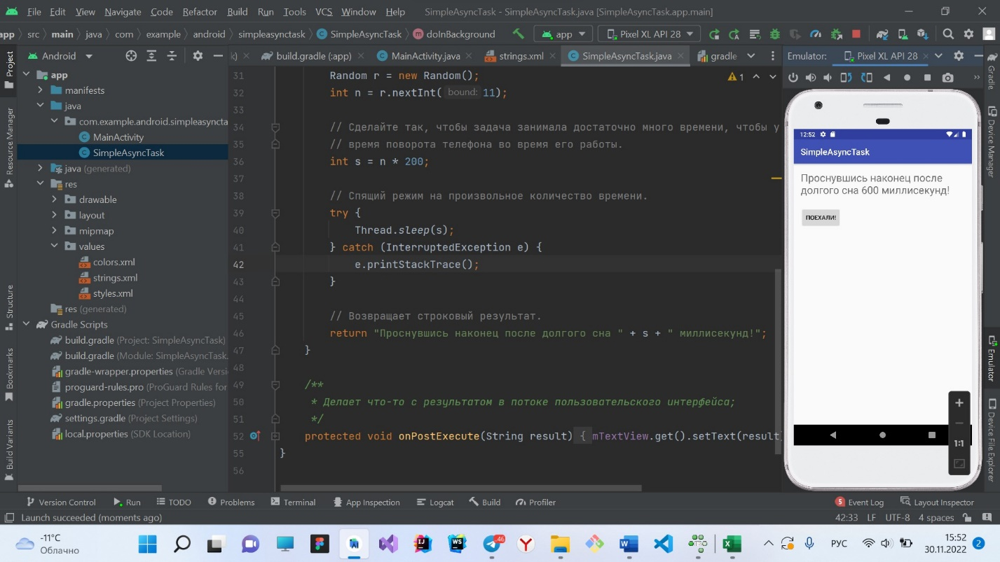 File Edit View Navigate Code Refactor Build Run Tools VCS Window Help SimpleAsyncTask - SimpleAsyncTask.java [SimpleAsyncTask.app.main]
app src main java com example android simpleasynctask SimpleAsyncTask doInBackground app Pixel XL API 28
Android
k) build.gradle (:app) MainActivity.java strings.xml SimpleAsyncTask.java gradle
Emulator: Pixel XL API 28
Project
Resource Manager
Structure
Bookmarks
Build Variants
app
manifests
java
com.example.android.simpleasyncta
MainActivity
SimpleAsyncTask
java (generated)
res
drawable
layout
mipmap
values
colors.xml
strings.xml
styles.xml
res (generated)
Gradle Scripts
build.gradle (Project: SimpleAsyncTask)
build.gradle (Module: SimpleAsyncTask.
gradle-wrapper.properties (Gradle Versi
proguard-rules.pro (ProGuard Rules for
gradle.properties (Project Properties)
settings.gradle (Project Settings)
local.properties (SDK Location)
1
31 Random r = new Random();
32 int n = r.nextInt( bound: 11);
33
34 // Сделайте так, чтобы задача занимала достаточно много времени, чтобы у
35 // время поворота телефона во время его работы.
36 int s = n * 200;
37
38 // Спящий режим на произвольное количество времени.
39 try {
40 Thread.sleep(s);
41 } catch (InterruptedException e) {
42 e.printStackTrace();
43 }
44
45 // Возвращает строковый результат.
46 return "Проснувшись наконец после долгого сна " + s + " миллисекунд!";
47 }
48
49 /**
50 * Делает что-то с результатом в потоке пользовательского интерфейса;
51 */
52 protected void onPostExecute(String result) { mTextView.get().setText(result
55 }
56
12:52
SimpleAsyncTask
Проснувшись наконец после
долгого сна 600 миллисекунд!
ПОЕХАЛИ!
1:1
Gradle
Device Manager
Emulator
Device File Explorer
Version Control Run TODO Problems Terminal App Inspection Logcat Build Profiler 5 Event Log Layout Inspector
Launch succeeded (moments ago) 42:33 LF UTF-8 4 spaces
-11°C
Облачно
46
РУС
15:52
30.11.2022
2